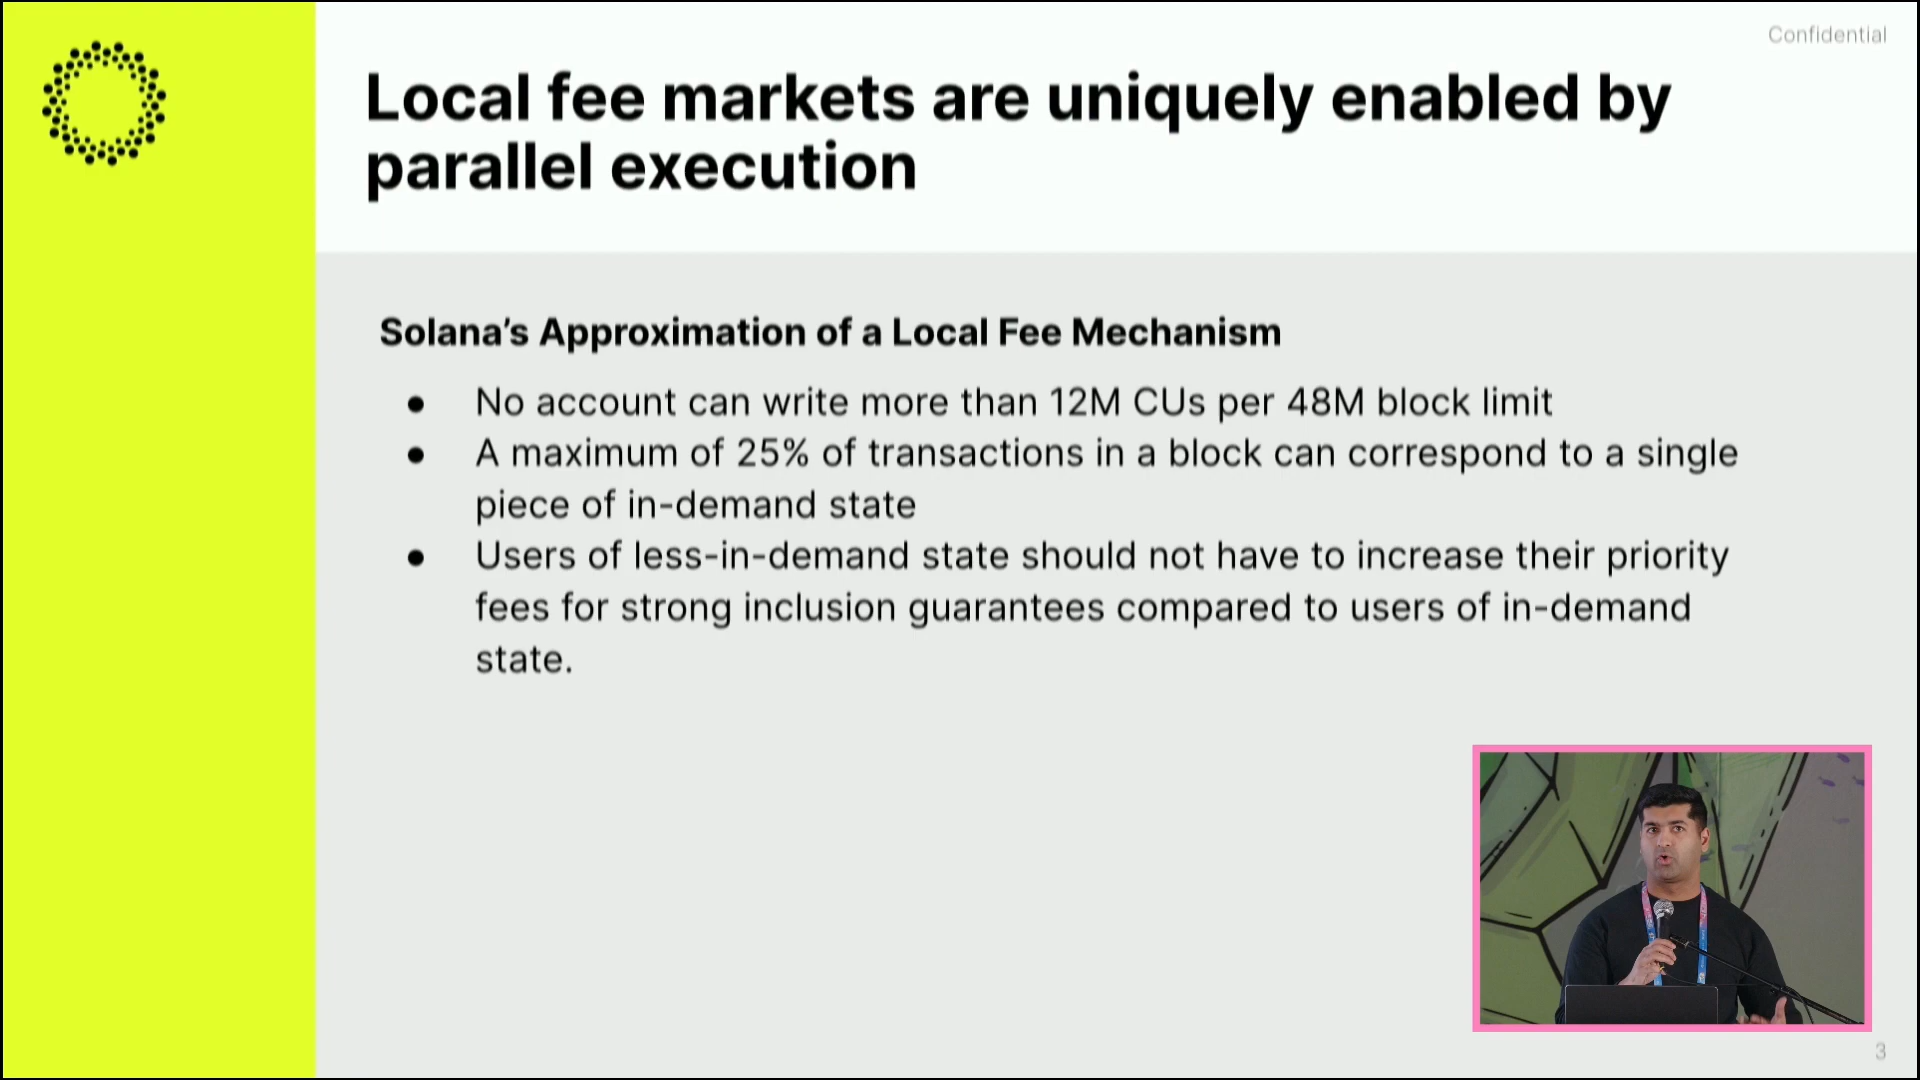 Confidential
Local fee markets are uniquely enabled by
parallel execution
Solana’s Approximation of a Local Fee Mechanism
● No account can write more than 12M CUs per 48M block limit
● A maximum of 25% of transactions in a block can correspond to a single
piece of in-demand state
● Users of less-in-demand state should not have to increase their priority
fees for strong inclusion guarantees compared to users of in-demand
state.
3